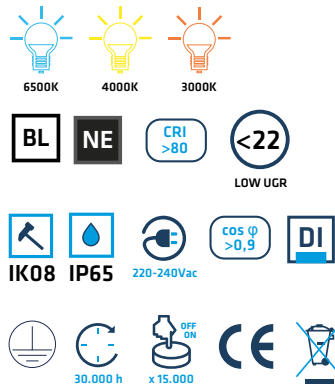 6500K 4000K 3000K
BL NE CRI >80 <22
LOW UGR
IK08 IP65 220-240Vac cos φ >0,9 DI
30.000 h OFF ON x 15.000 CE